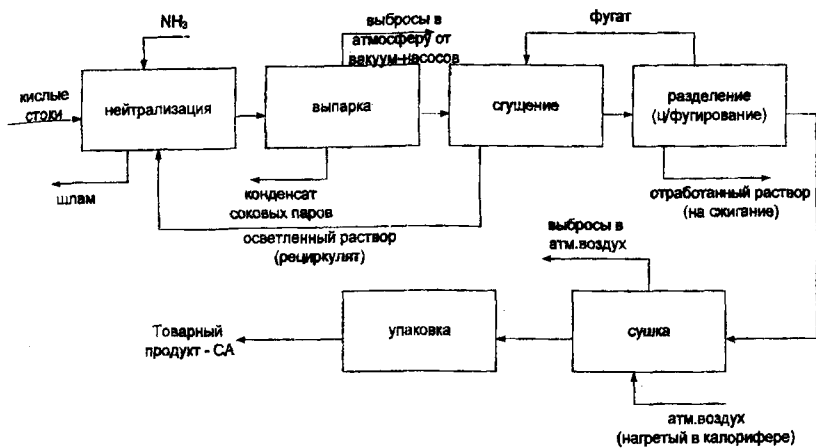 NH₃
выбросы в
атмосферу от
вакуум-насосов
фугат
кислые
стоки
нейтрализация
выпарка
сгущение
разделение
(ц/фугирование)
шлам
конденсат
соковых паров
отработанный раствор
(на сжигание)
осветленный раствор
(рециркулят)
выбросы в
атм.воздух
Товарный
продукт - СА
упаковка
сушка
атм.воздух
(нагретый в калорифере)